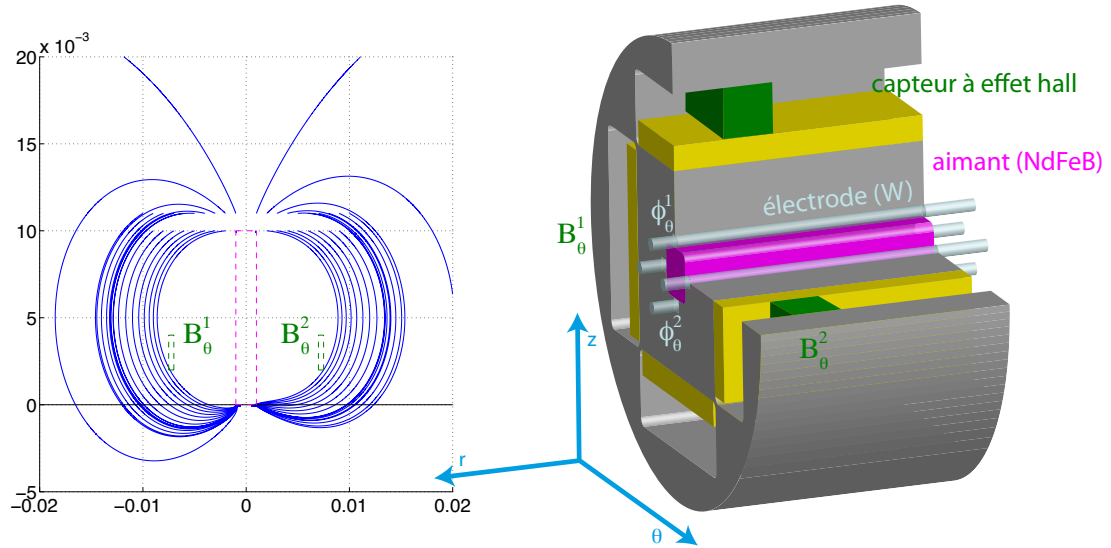 x 10⁻³
20
15
10
5
0
−5
−0.02
−0.01
0
0.01
0.02
B¹θ
B²θ
capteur à effet hall
aimant (NdFeB)
électrode (W)
ϕ¹θ
B¹θ
ϕ²θ
B²θ
z
r
θ